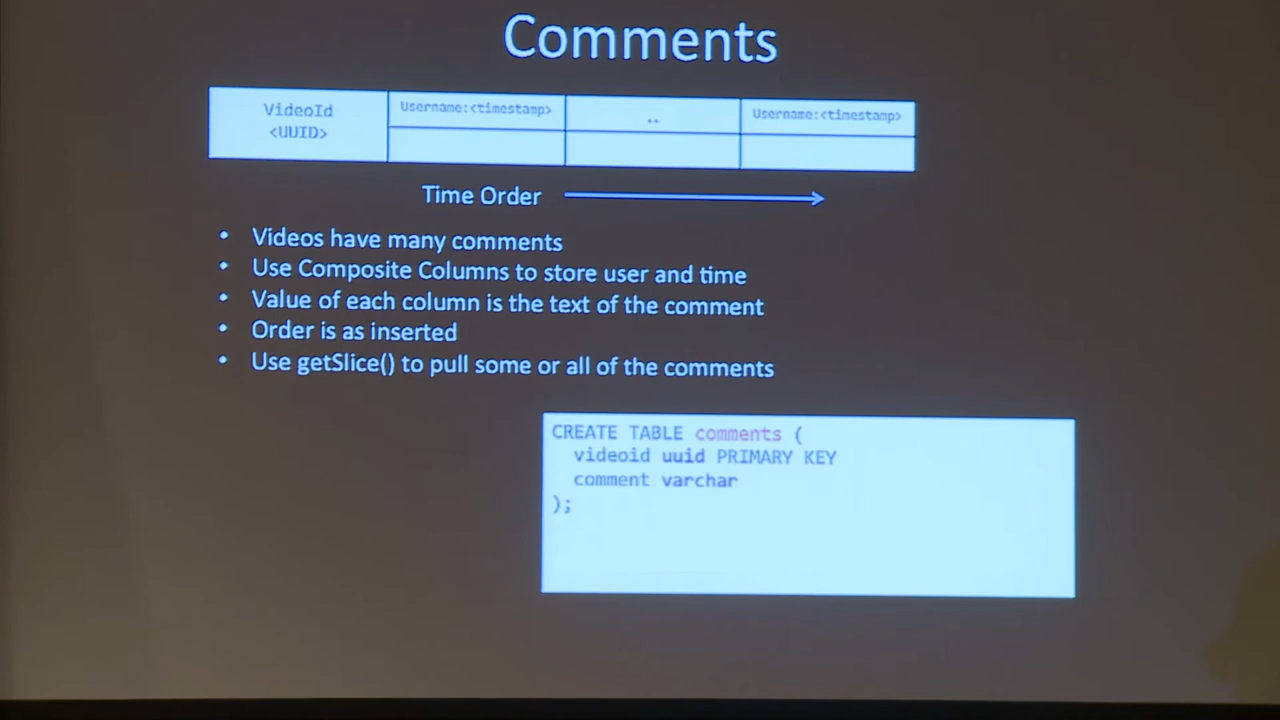 Comments
VideoId
<UUID>
Username:<timestamp>
..
Username:<timestamp>
Time Order
• Videos have many comments
• Use Composite Columns to store user and time
• Value of each column is the text of the comment
• Order is as inserted
• Use getSlice() to pull some or all of the comments
CREATE TABLE comments (
videoid uuid PRIMARY KEY
comment varchar
);